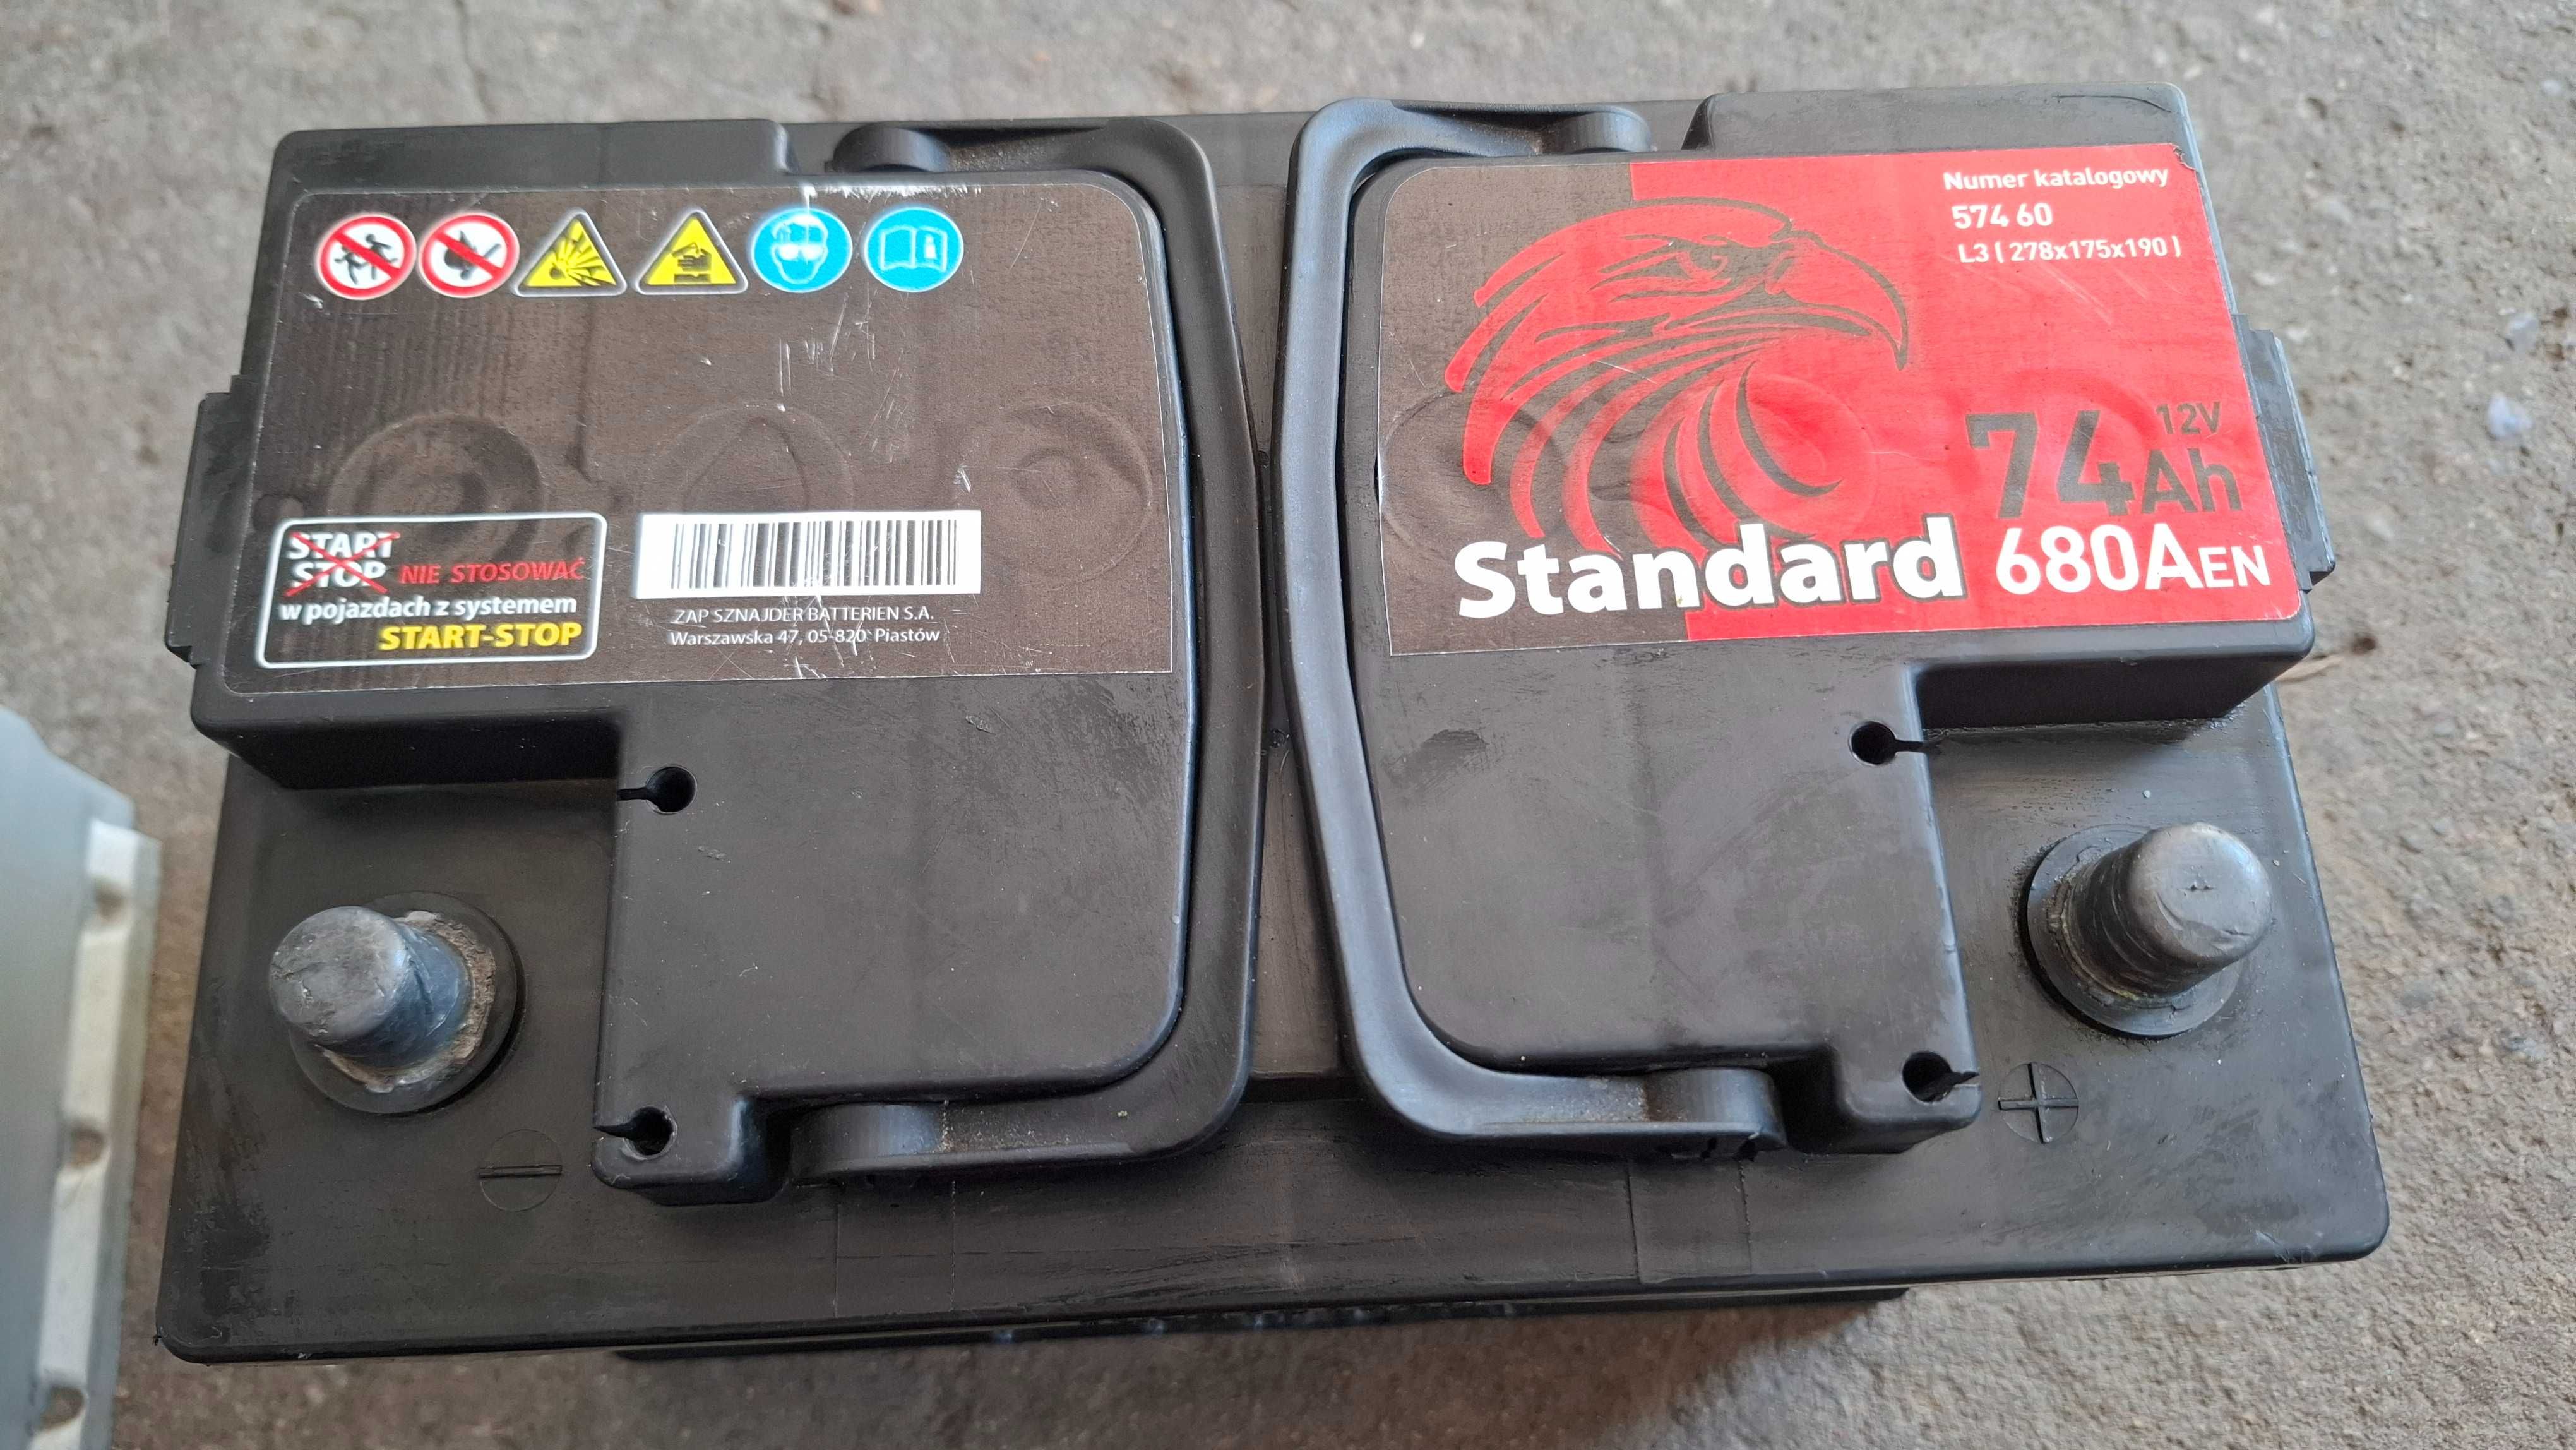 START
STOP NIE STOSOWAĆ
w pojazdach z systemem
START-STOP
ZAP SZNAJDER BATTERIEN S.A.
Warszawska 47, 05-820 Piastów
Numer katalogowy
574 60
L3 ( 278x175x190 )
12V
74Ah
Standard 680AEN
- +